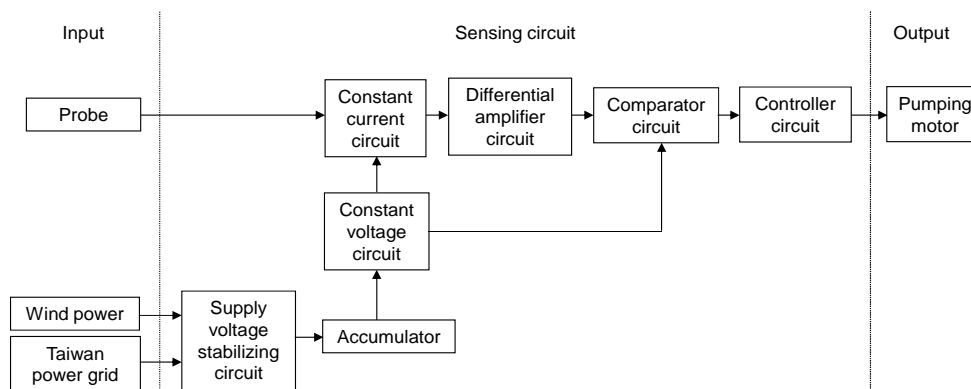 Input
Sensing circuit
Output
Probe
Constant
current
circuit
Differential
amplifier
circuit
Comparator
circuit
Controller
circuit
Pumping
motor
Constant
voltage
circuit
Wind power
Taiwan
power grid
Supply
voltage
stabilizing
circuit
Accumulator